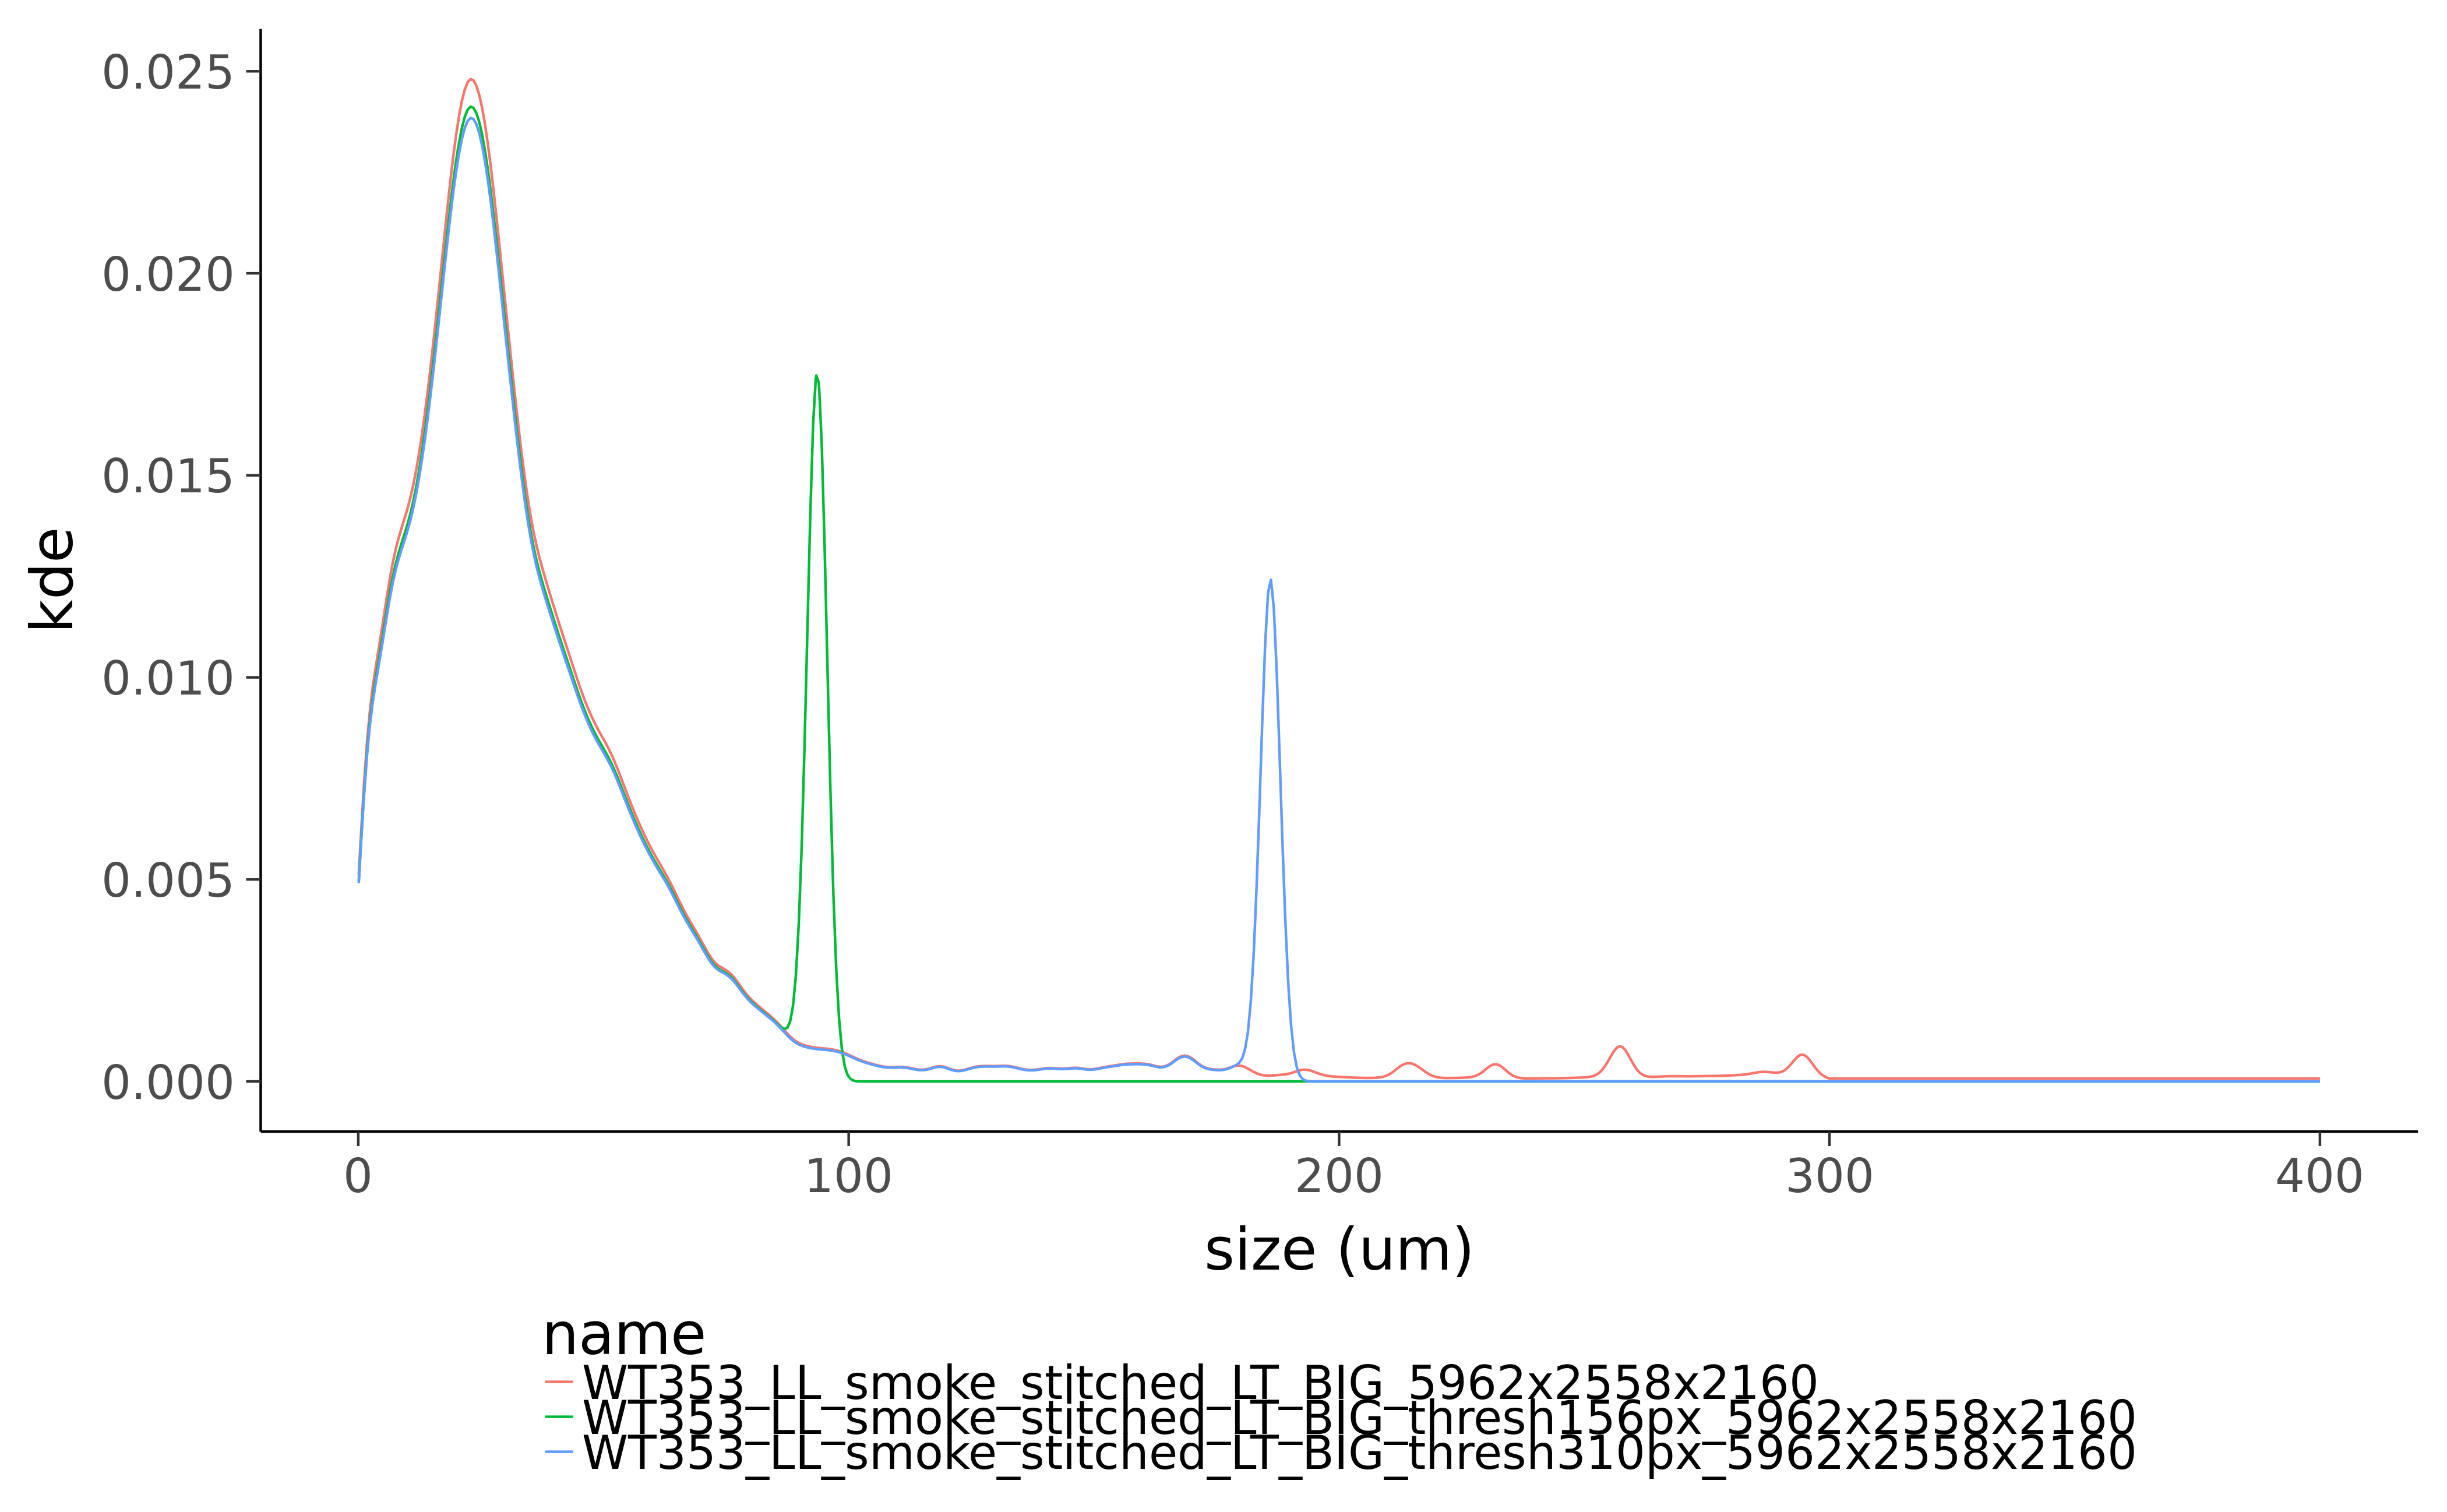 0.025
0.020
0.015
0.010
0.005
0.000
kde
0 100 200 300 400
size (um)
name
WT353_LL_smoke_stitched_LT_BIG_5962x2558x2160
WT353_LL_smoke_stitched_LT_BIG_thresh156px_5962x2558x2160
WT353_LL_smoke_stitched_LT_BIG_thresh310px_5962x2558x2160